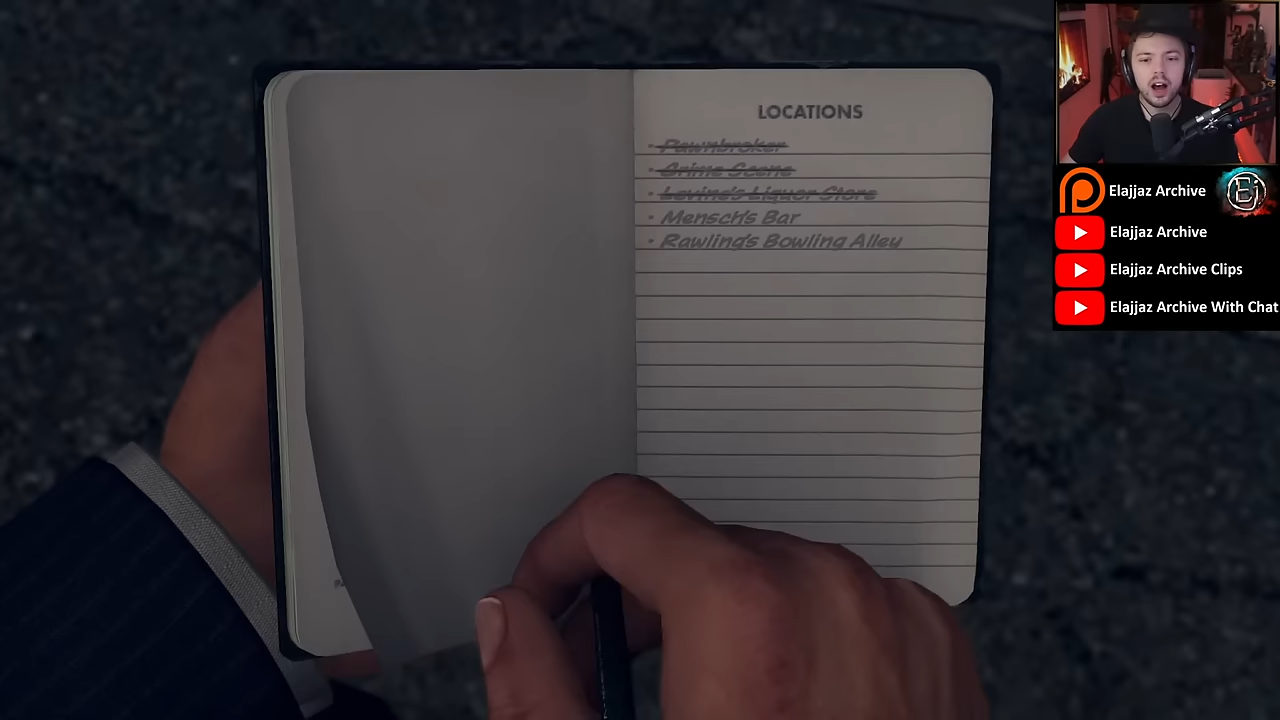 LOCATIONS
· Pawnbroker
· Crime Scene
· Levine's Liquor Store
· Mensch's Bar
· Rawling's Bowling Alley
Elajjaz Archive
Ej
Elajjaz Archive
Elajjaz Archive Clips
Elajjaz Archive With Chat